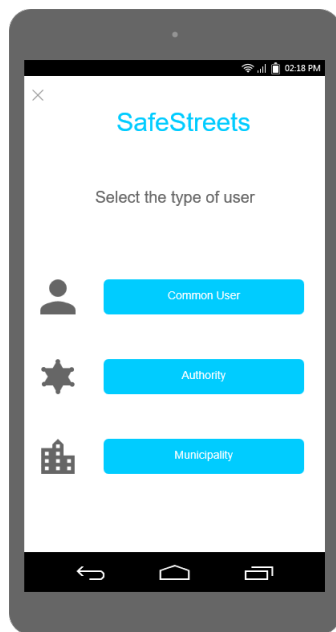 02:18 PM
SafeStreets
Select the type of user
Common User
Authority
Municipality